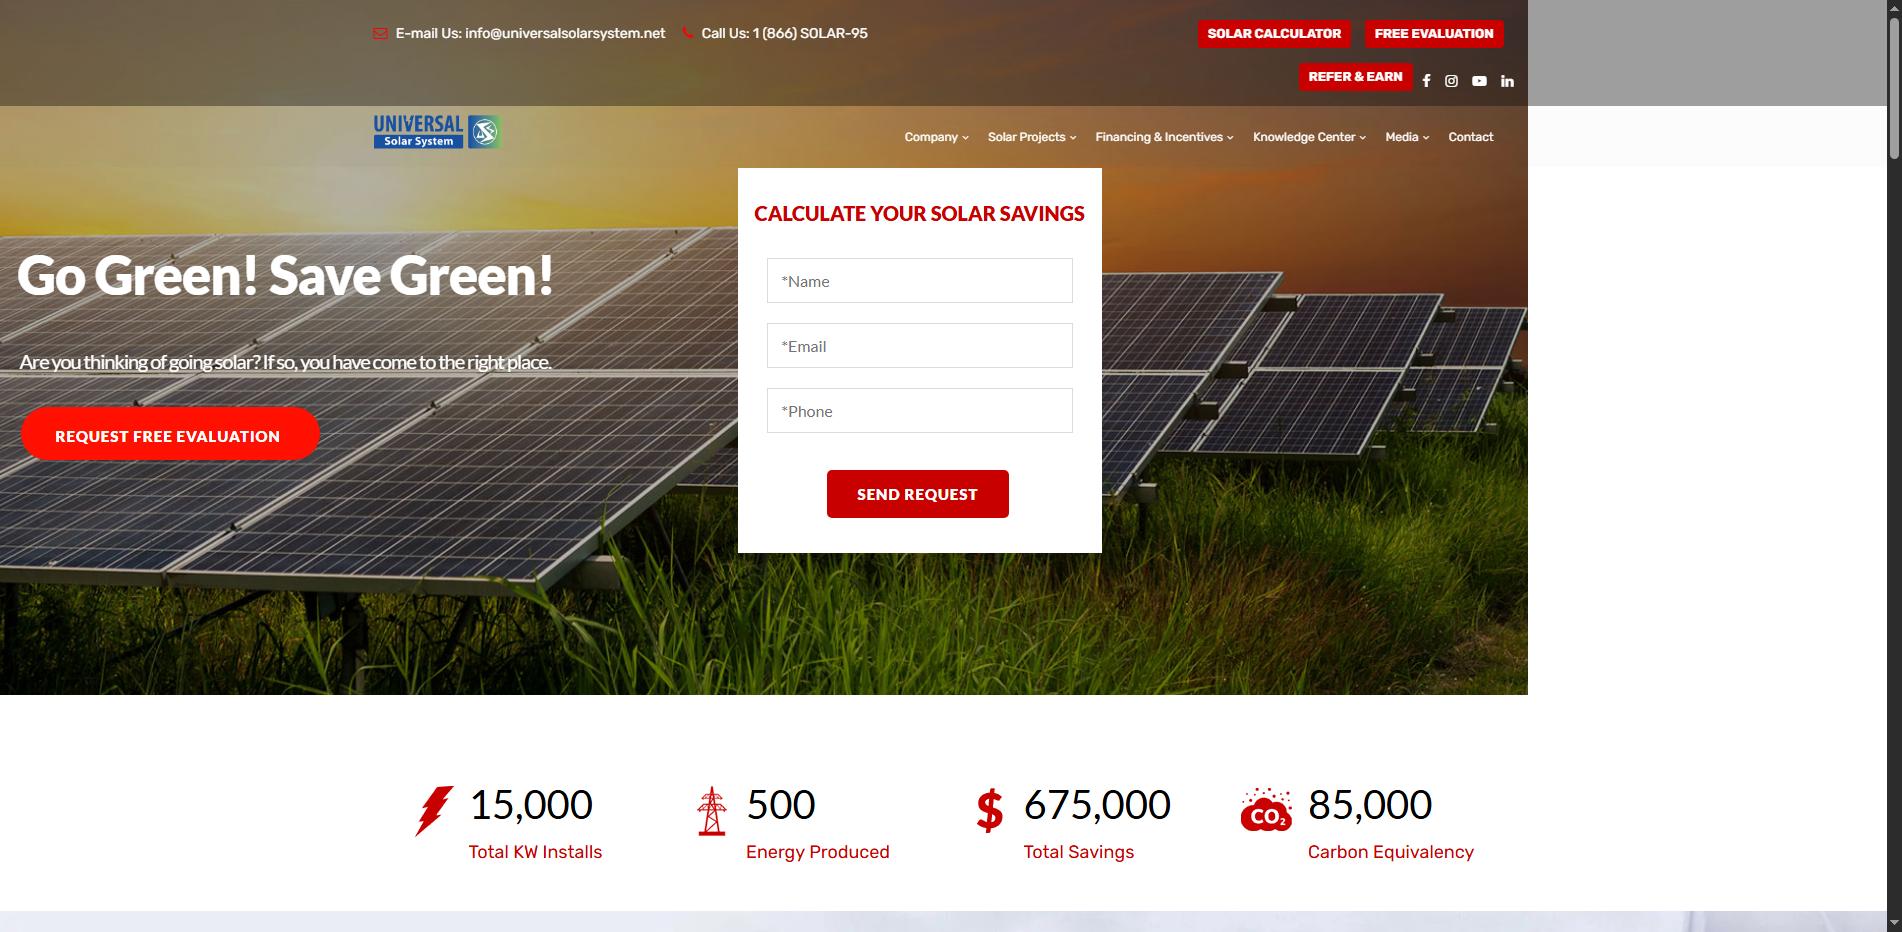 E-mail Us: info@universalsolarsystem.net Call Us: 1 (866) SOLAR-95
SOLAR CALCULATOR FREE EVALUATION
REFER & EARN
UNIVERSAL
Solar System
Company Solar Projects Financing & Incentives Knowledge Center Media Contact
CALCULATE YOUR SOLAR SAVINGS
*Name
*Email
*Phone
SEND REQUEST
Go Green! Save Green!
Are you thinking of going solar? If so, you have come to the right place.
REQUEST FREE EVALUATION
15,000
Total KW Installs
500
Energy Produced
$ 675,000
Total Savings
CO2 85,000
Carbon Equivalency